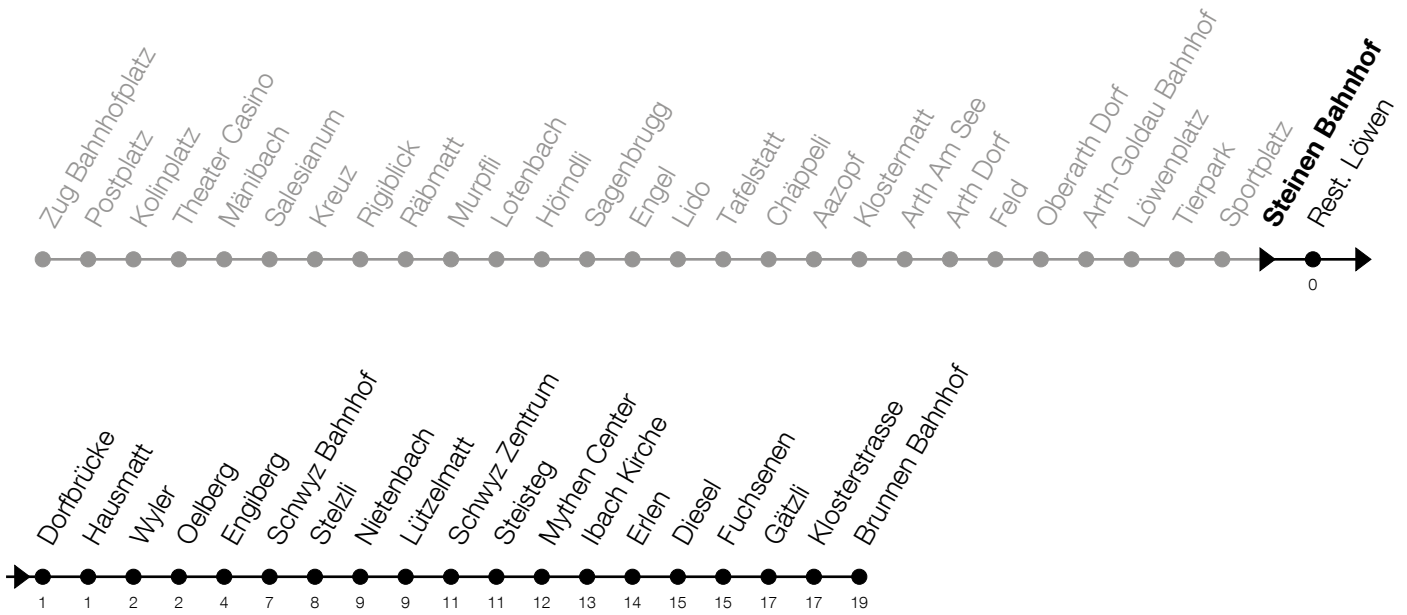 Zug Bahnhofplatz
Postplatz
Kolinplatz
Theater Casino
Mänibach
Salesianum
Kreuz
Rigiblick
Räbmatt
Murpfli
Lotenbach
Hörndli
Sagenbrugg
Engel
Lido
Tafelstatt
Chäppeli
Aazopf
Klostermatt
Arth Am See
Arth Dorf
Feld
Oberarth Dorf
Arth-Goldau Bahnhof
Löwenplatz
Tierpark
Sportplatz
Steinen Bahnhof
Rest. Löwen
0
Dorfbrücke
Hausmatt
Wyler
Oelberg
Engiberg
Schwyz Bahnhof
Stelzli
Nietenbach
Lützelmatt
Schwyz Zentrum
Steisteg
Mythen Center
Ibach Kirche
Erlen
Diesel
Fuchsenen
Gätzli
Klosterstrasse
Brunnen Bahnhof
1 1 2 2 4 7 8 9 9 11 11 12 13 14 15 15 17 17 19